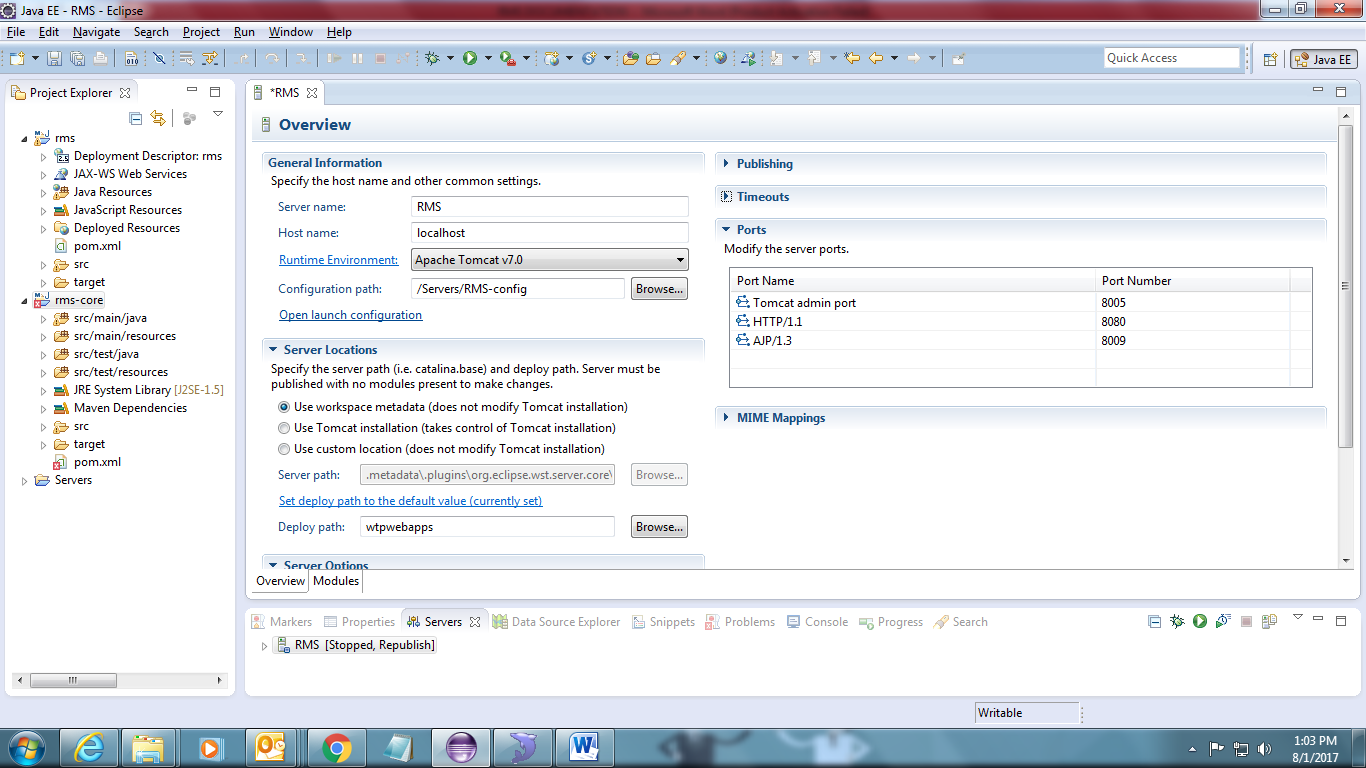 Java EE - RMS - Eclipse
File Edit Navigate Search Project Run Window Help
Quick Access
Java EE
Project Explorer
rms
Deployment Descriptor: rms
JAX-WS Web Services
Java Resources
JavaScript Resources
Deployed Resources
pom.xml
src
target
rms-core
src/main/java
src/main/resources
src/test/java
src/test/resources
JRE System Library [J2SE-1.5]
Maven Dependencies
src
target
pom.xml
Servers
*RMS
Overview
General Information
Specify the host name and other common settings.
Server name: RMS
Host name: localhost
Runtime Environment: Apache Tomcat v7.0
Configuration path: /Servers/RMS-config Browse...
Open launch configuration
Server Locations
Specify the server path (i.e. catalina.base) and deploy path. Server must be
published with no modules present to make changes.
Use workspace metadata (does not modify Tomcat installation)
Use Tomcat installation (takes control of Tomcat installation)
Use custom location (does not modify Tomcat installation)
Server path: .metadata\.plugins\org.eclipse.wst.server.core\ Browse...
Set deploy path to the default value (currently set)
Deploy path: wtpwebapps Browse...
Server Options
Publishing
Timeouts
Ports
Modify the server ports.
Port Name Port Number
Tomcat admin port 8005
HTTP/1.1 8080
AJP/1.3 8009
MIME Mappings
Overview Modules
Markers Properties Servers Data Source Explorer Snippets Problems Console Progress Search
RMS [Stopped, Republish]
Writable
1:03 PM
8/1/2017